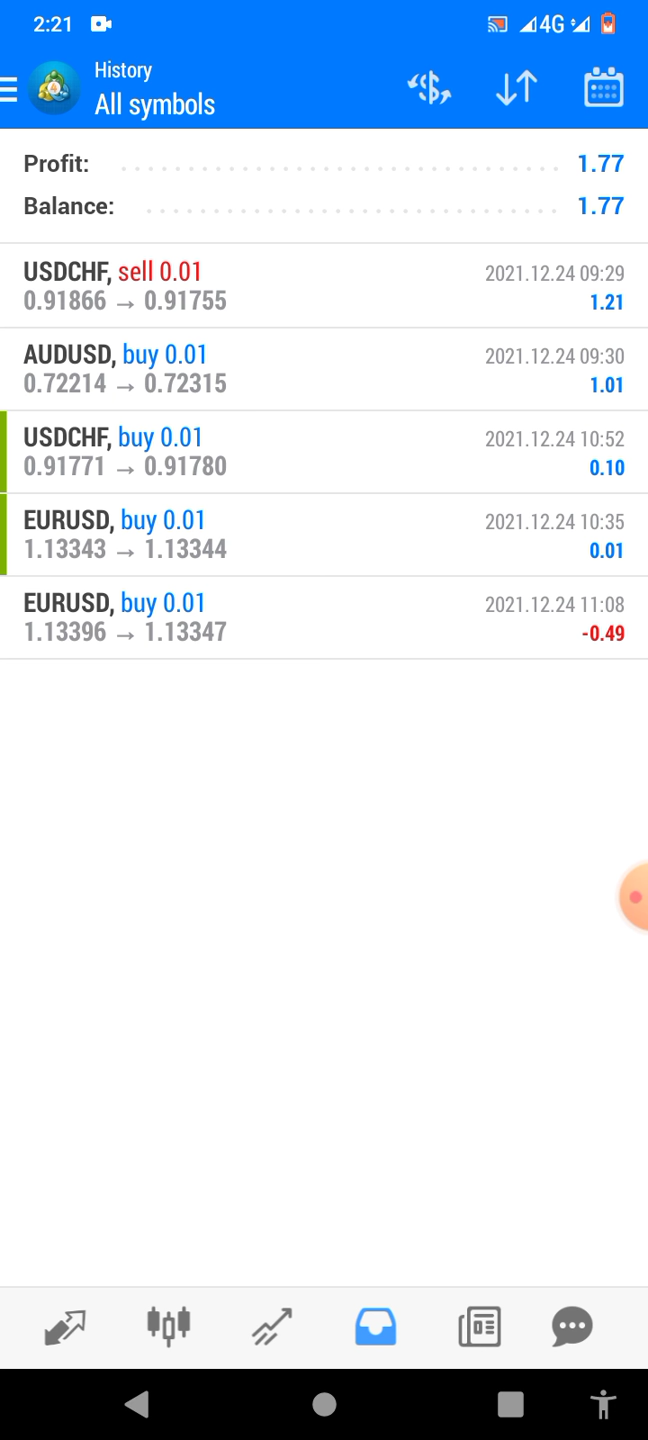 2:21 4G
History
All symbols
Profit: 1.77
Balance: 1.77
USDCHF, sell 0.01 2021.12.24 09:29
0.91866 → 0.91755 1.21
AUDUSD, buy 0.01 2021.12.24 09:30
0.72214 → 0.72315 1.01
USDCHF, buy 0.01 2021.12.24 10:52
0.91771 → 0.91780 0.10
EURUSD, buy 0.01 2021.12.24 10:35
1.13343 → 1.13344 0.01
EURUSD, buy 0.01 2021.12.24 11:08
1.13396 → 1.13347 -0.49